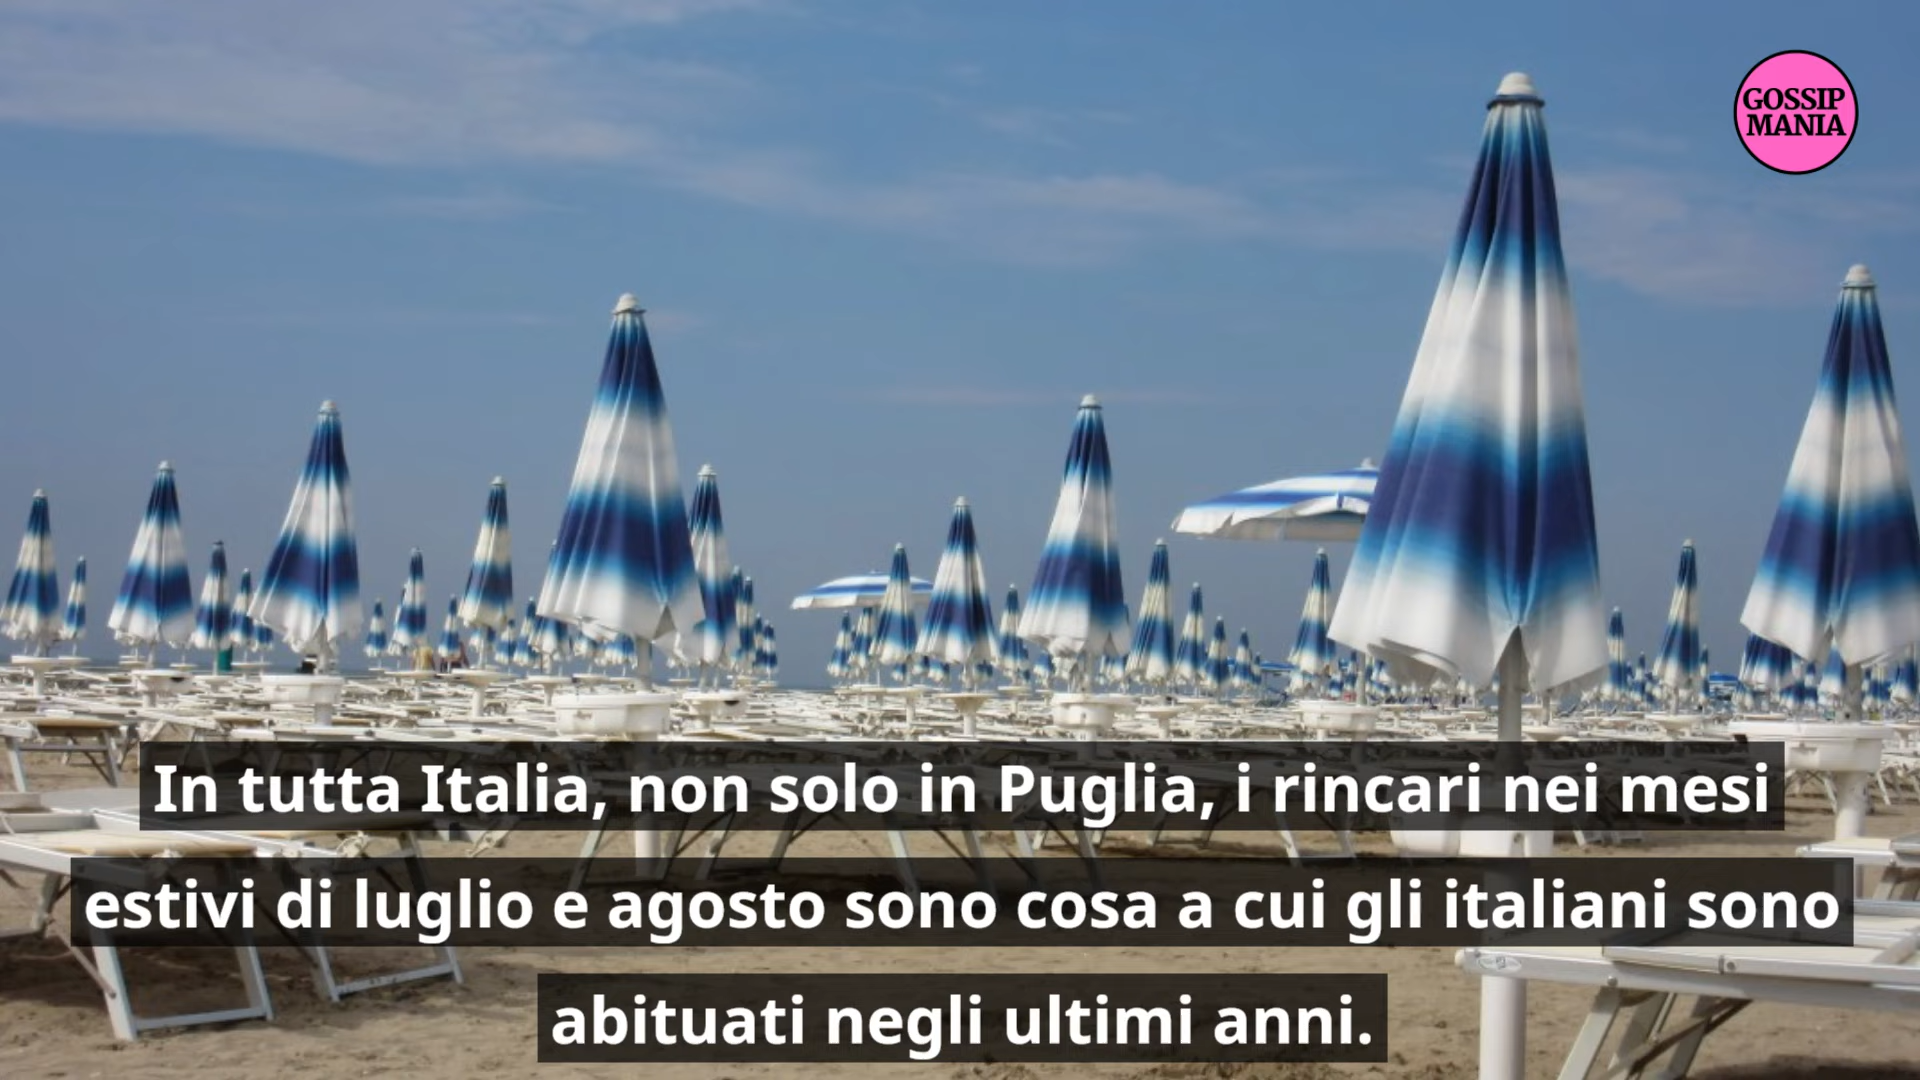 GOSSIP
MANIA
In tutta Italia, non solo in Puglia, i rincari nei mesi
estivi di luglio e agosto sono cosa a cui gli italiani sono
abituati negli ultimi anni.